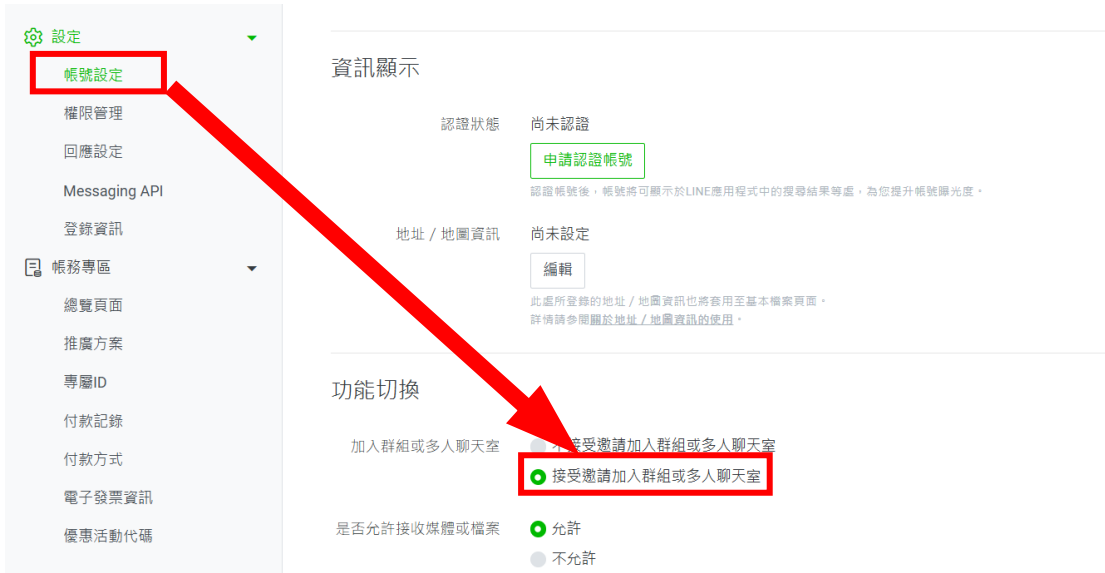 設定
帳號設定
權限管理
回應設定
Messaging API
登錄資訊
帳務專區
總覽頁面
推廣方案
專屬ID
付款記錄
付款方式
電子發票資訊
優惠活動代碼
資訊顯示
認證狀態 尚未認證
申請認證帳號
認證帳號後，帳號將可顯示於LINE應用程式中的搜尋結果等處，為您提升帳號曝光度。
地址 / 地圖資訊 尚未設定
編輯
此處所登錄的地址 / 地圖資訊也將套用至基本檔案頁面。
詳情請參閱關於地址 / 地圖資訊的使用。
功能切換
加入群組或多人聊天室 不接受邀請加入群組或多人聊天室
接受邀請加入群組或多人聊天室
是否允許接收媒體或檔案 允許
不允許